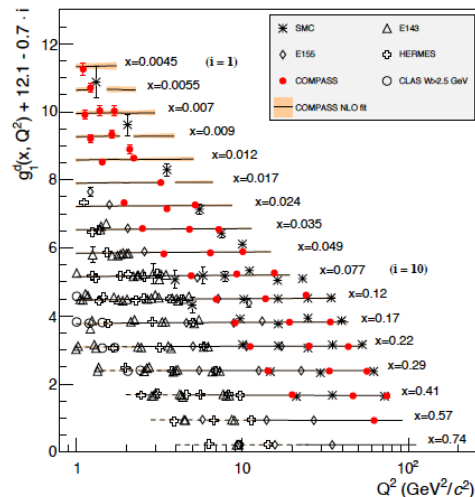 g₁ᵈ(x, Q²) + 12.1 - 0.7 · i
12
10
8
6
4
2
0
SMC
E143
E155
HERMES
COMPASS
CLAS W>2.5 GeV
COMPASS NLO fit
x=0.0045 (i = 1)
x=0.0055
x=0.007
x=0.009
x=0.012
x=0.017
x=0.024
x=0.035
x=0.049
x=0.077 (i = 10)
x=0.12
x=0.17
x=0.22
x=0.29
x=0.41
x=0.57
x=0.74
1
10
10²
Q² (GeV²/c²)